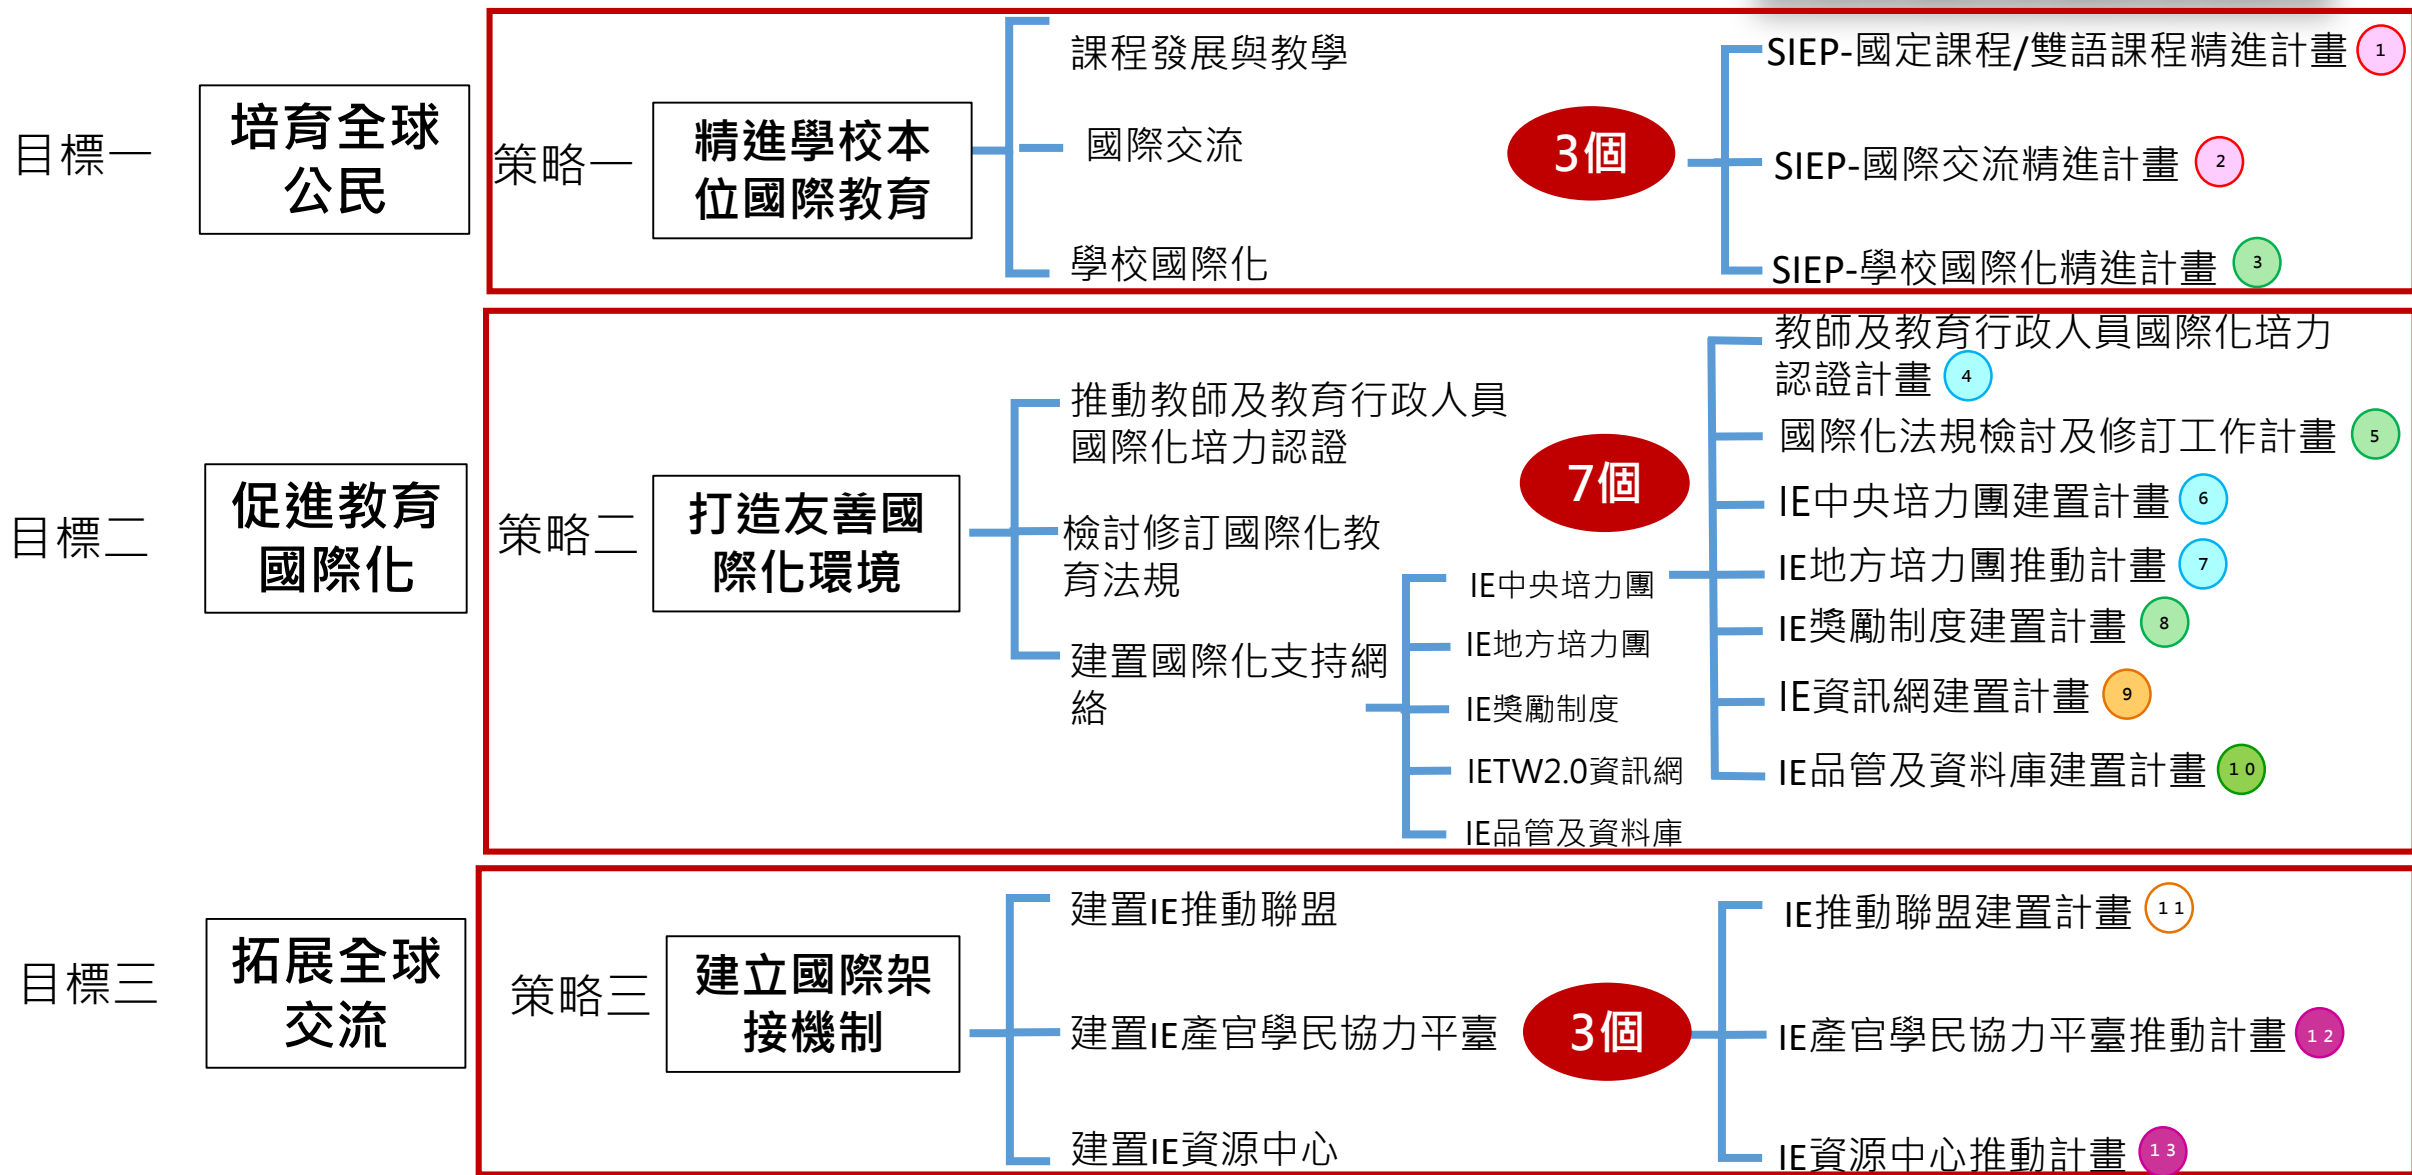 目標一
培育全球
公民
策略一
精進學校本
位國際教育
課程發展與教學
國際交流
學校國際化
3個
SIEP-國定課程/雙語課程精進計畫 1
SIEP-國際交流精進計畫 2
SIEP-學校國際化精進計畫 3
目標二
促進教育
國際化
策略二
打造友善國
際化環境
推動教師及教育行政人員
國際化培力認證
檢討修訂國際化教
育法規
建置國際化支持網
絡
IE中央培力團
IE地方培力團
IE獎勵制度
IETW2.0資訊網
IE品管及資料庫
7個
教師及教育行政人員國際化培力
認證計畫 4
國際化法規檢討及修訂工作計畫 5
IE中央培力團建置計畫 6
IE地方培力團推動計畫 7
IE獎勵制度建置計畫 8
IE資訊網建置計畫 9
IE品管及資料庫建置計畫 10
目標三
拓展全球
交流
策略三
建立國際架
接機制
建置IE推動聯盟
建置IE產官學民協力平臺
建置IE資源中心
3個
IE推動聯盟建置計畫 11
IE產官學民協力平臺推動計畫 12
IE資源中心推動計畫 13